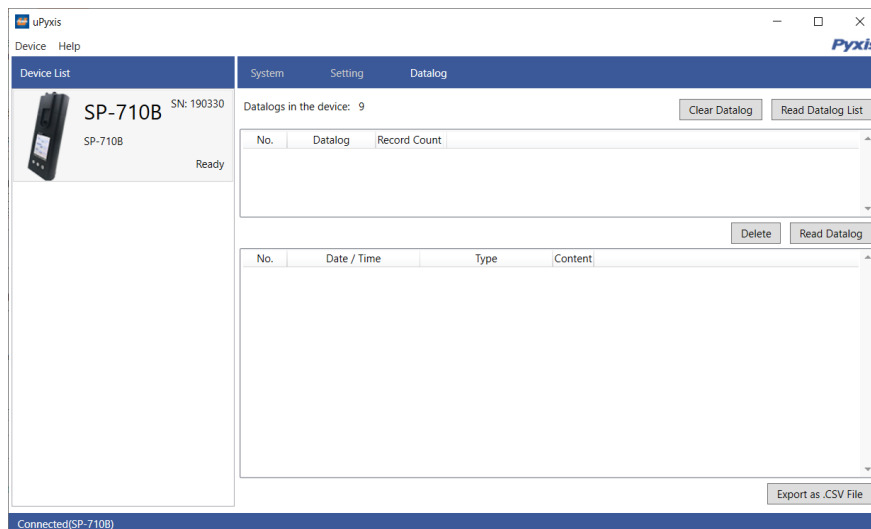 uPyxis
Device Help
Pyxis
Device List
System Setting Datalog
SP-710B
SN: 190330
SP-710B
Ready
Datalogs in the device: 9
Clear Datalog
Read Datalog List
No. Datalog Record Count
Delete
Read Datalog
No. Date / Time Type Content
Export as .CSV File
Connected(SP-710B)